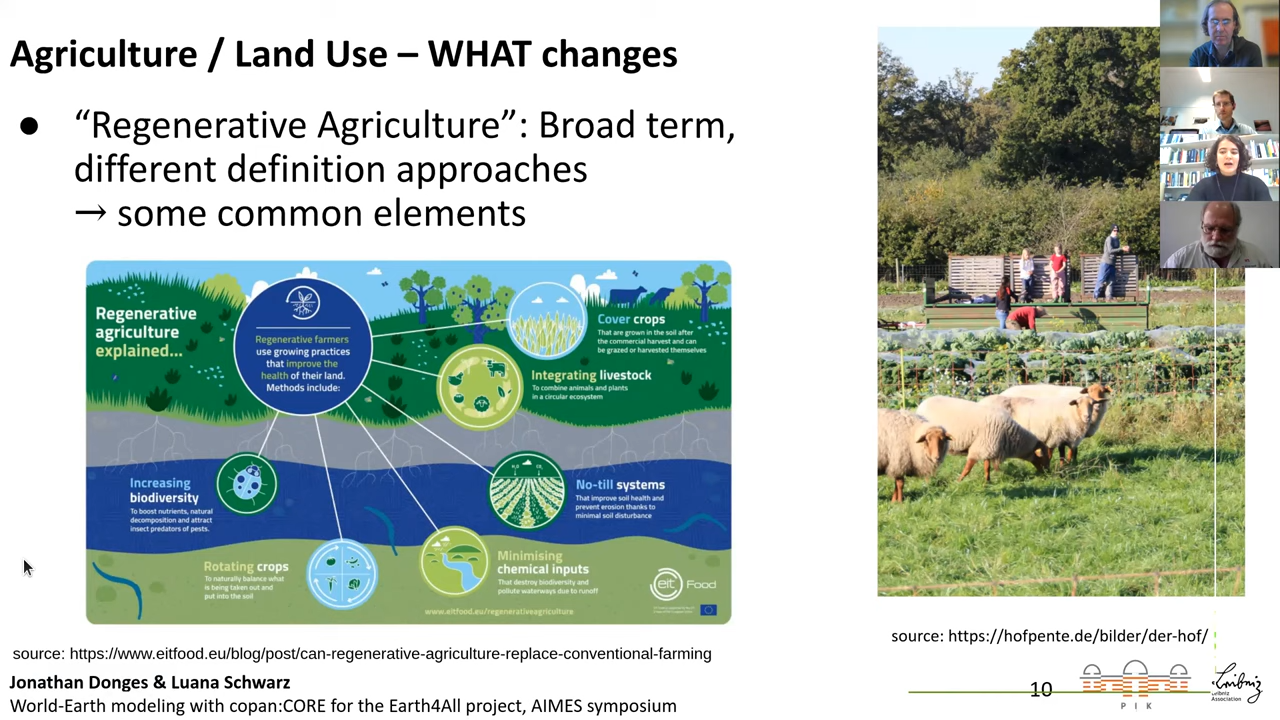 Agriculture / Land Use – WHAT changes
● “Regenerative Agriculture”: Broad term,
different definition approaches
→ some common elements
Regenerative
agriculture
explained...
Regenerative farmers
use growing practices
that improve the
health of their land.
Methods include:
Cover crops
That are grown in the soil after
the commercial harvest and can
be grazed or harvested themselves
Integrating livestock
To combine animals and plants
in a circular ecosystem
Increasing
biodiversity
To boost nutrients, natural
decomposition and attract
insect predators of pests.
No-till systems
That improve soil health and
prevent erosion thanks to
minimal soil disturbance
Rotating crops
To naturally balance what
is being taken out and
put into the soil
Minimising
chemical inputs
That destroy biodiversity and
pollute waterways due to runoff
eit Food
www.eitfood.eu/regenerativeagriculture
source: https://hofpente.de/bilder/der-hof/
source: https://www.eitfood.eu/blog/post/can-regenerative-agriculture-replace-conventional-farming
Jonathan Donges & Luana Schwarz
World-Earth modeling with copan:CORE for the Earth4All project, AIMES symposium
10
P I K
Leibniz
Leibniz
Association